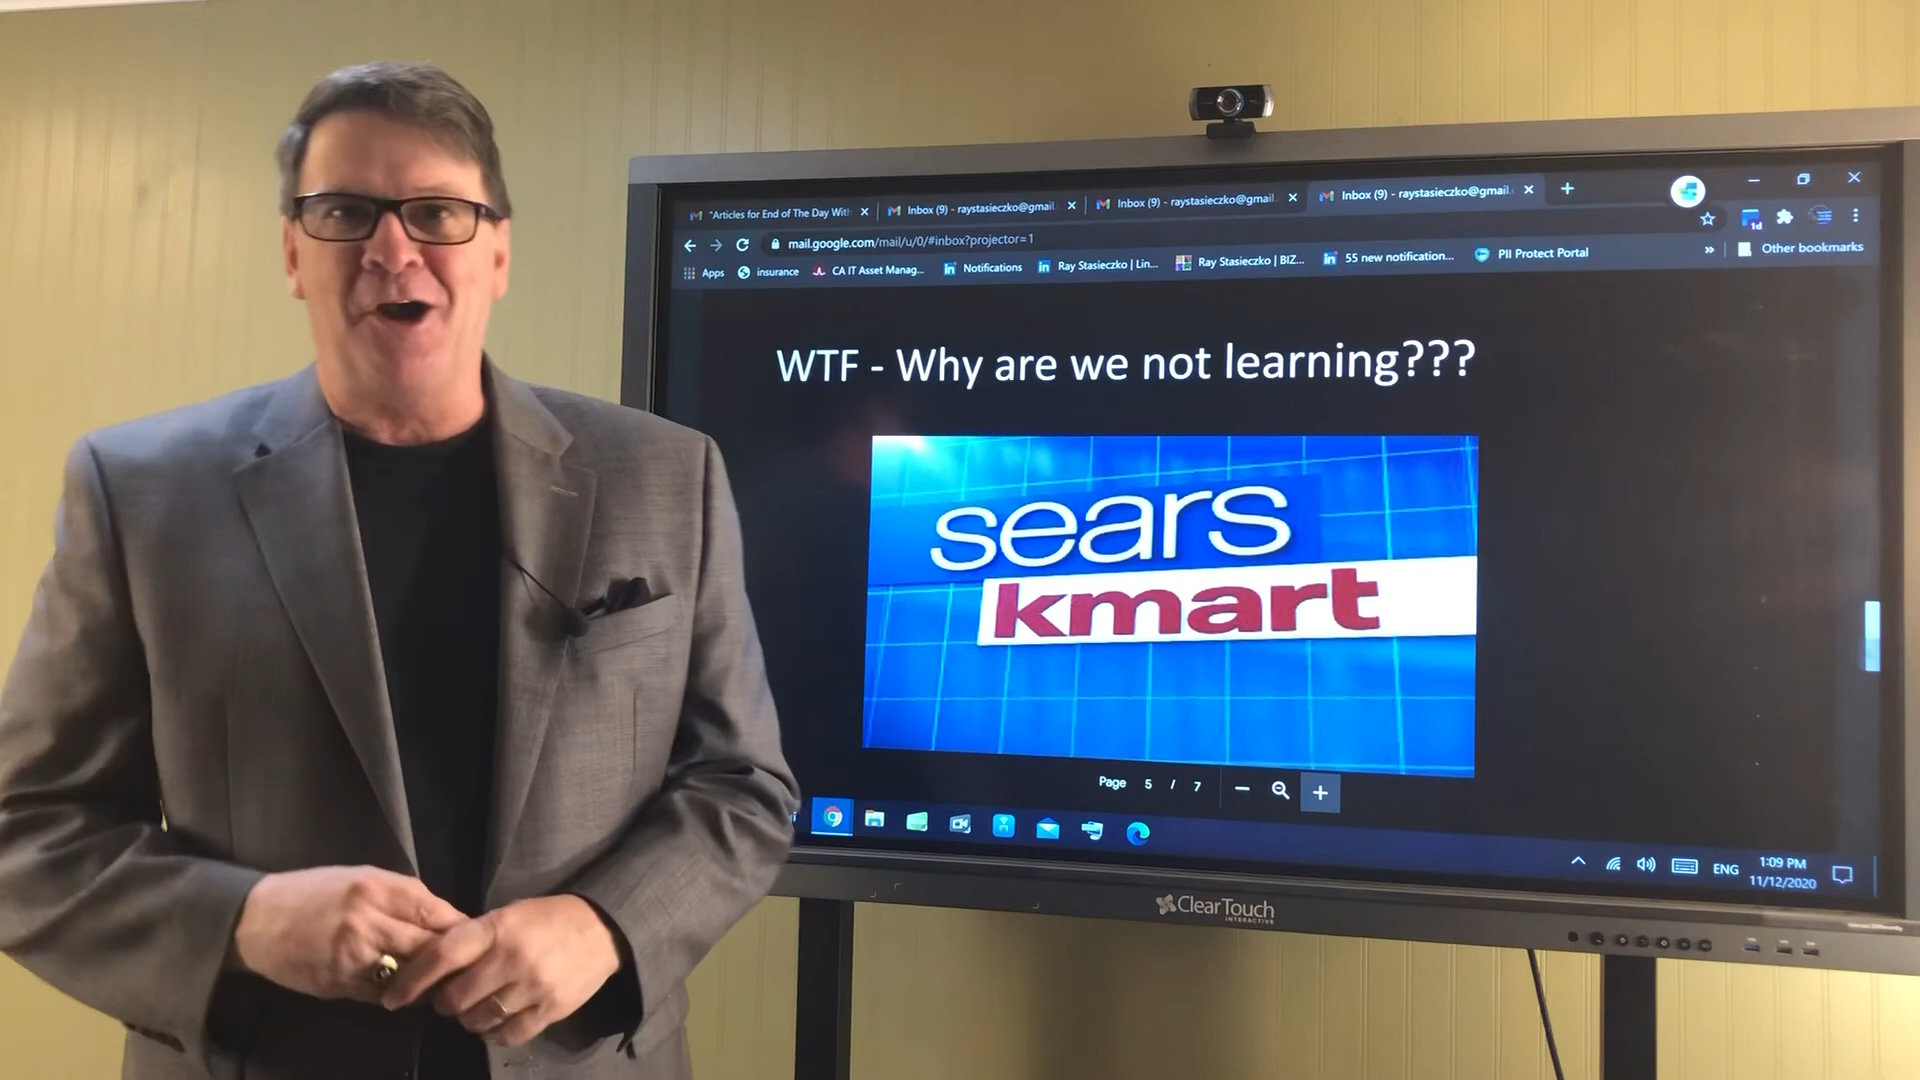 "Articles for End of The Day With
Inbox (9) - raystasieczko@gmail.
Inbox (9) - raystasieczko@gmail.
Inbox (9) - raystasieczko@gmail.
mail.google.com/mail/u/0/#inbox?projector=1
1d
Apps
insurance
CA IT Asset Manag...
Notifications
Ray Stasieczko | Lin...
Ray Stasieczko | BIZ...
55 new notification...
PII Protect Portal
»
Other bookmarks
WTF - Why are we not learning???
sears
kmart
Page 5 / 7
ENG
1:09 PM
11/12/2020
ClearTouch
INTERACTIVE